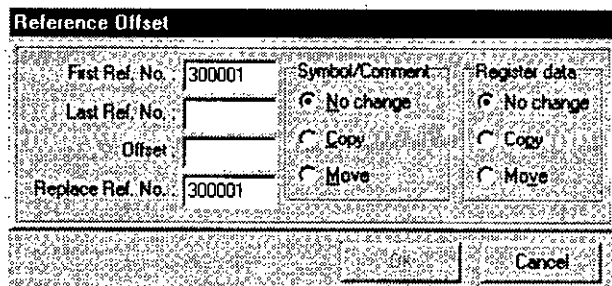 Reference Offset
First Ref. No. : 300001
Last Ref. No. :
Offset :
Replace Ref. No. : 300001
Symbol/Comment
No change
Copy
Move
Register data
No change
Copy
Move
OK
Cancel